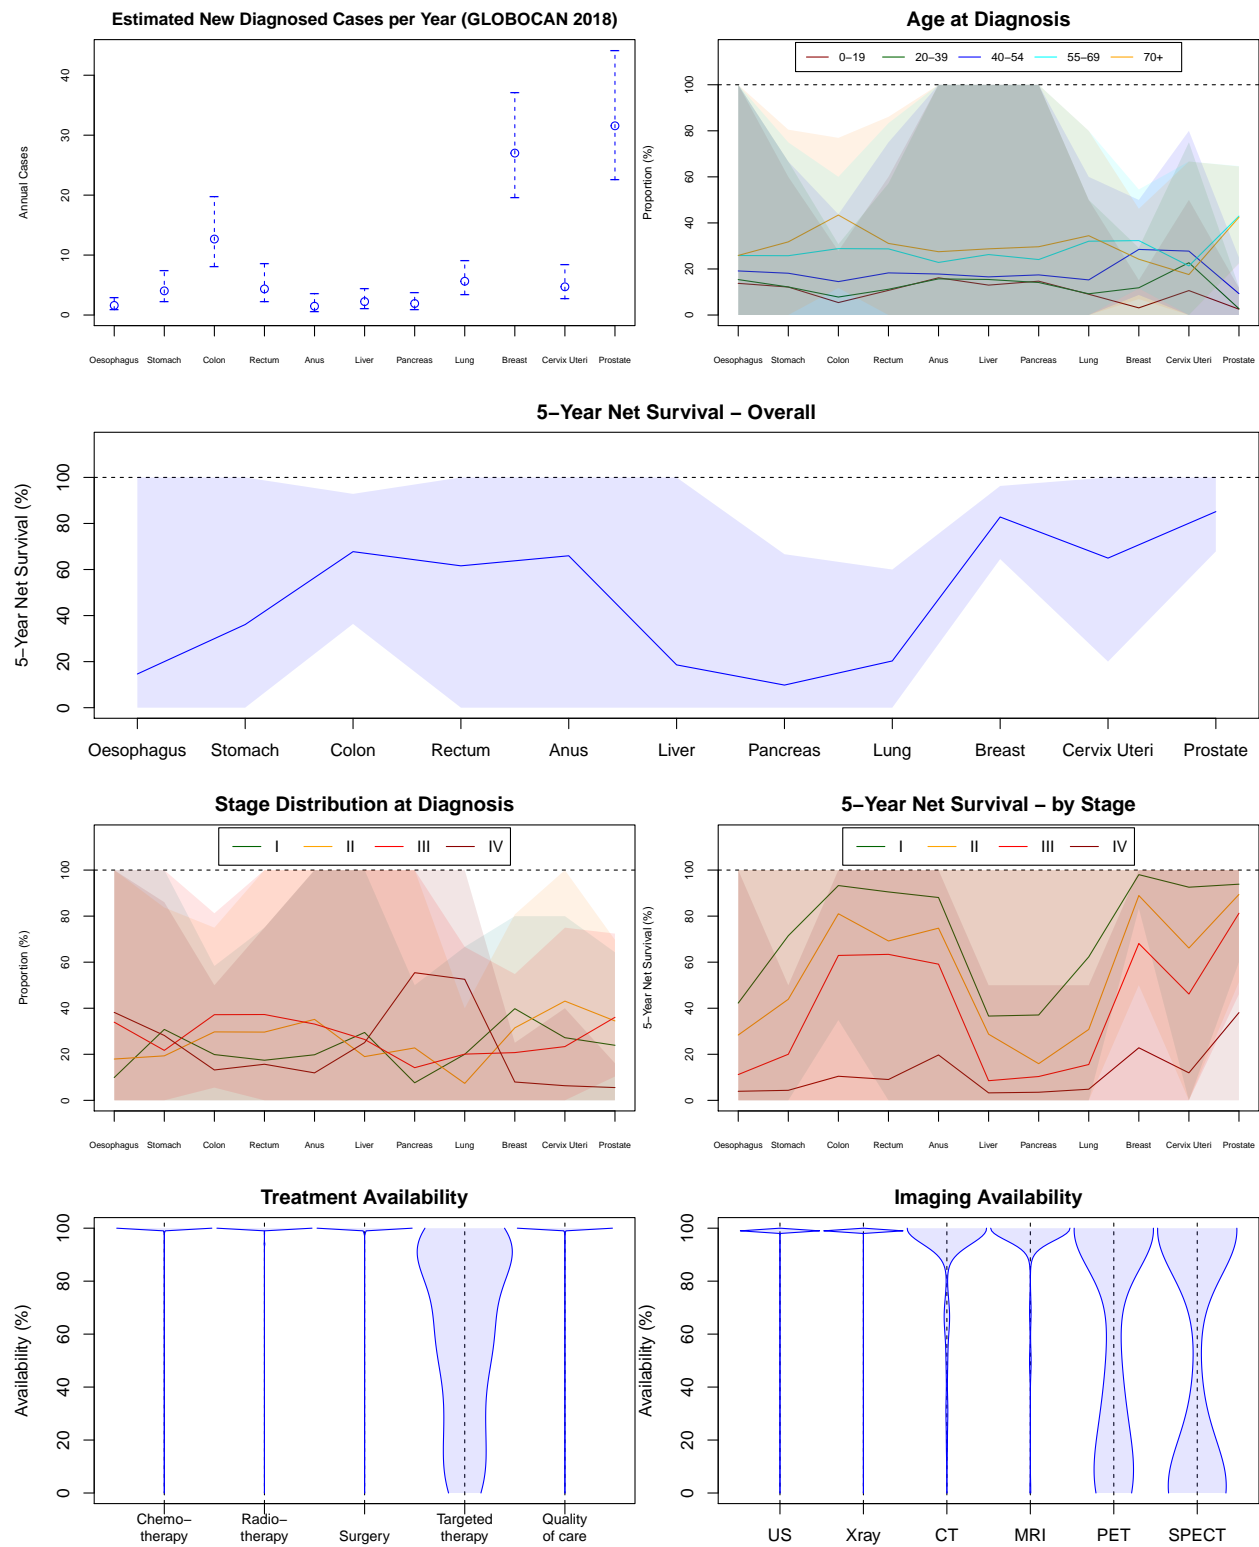 Estimated New Diagnosed Cases per Year (GLOBOCAN 2018)
Annual Cases
0
10
20
30
40
Oesophagus Stomach Colon Rectum Anus Liver Pancreas Lung Breast Cervix Uteri Prostate
Age at Diagnosis
0−19 20−39 40−54 55−69 70+
Proportion (%)
0
20
40
60
80
100
Oesophagus Stomach Colon Rectum Anus Liver Pancreas Lung Breast Cervix Uteri Prostate
5−Year Net Survival − Overall
5−Year Net Survival (%)
0
20
40
60
80
100
Oesophagus Stomach Colon Rectum Anus Liver Pancreas Lung Breast Cervix Uteri Prostate
Stage Distribution at Diagnosis
I II III IV
Proportion (%)
0
20
40
60
80
100
Oesophagus Stomach Colon Rectum Anus Liver Pancreas Lung Breast Cervix Uteri Prostate
5−Year Net Survival − by Stage
I II III IV
5−Year Net Survival (%)
0
20
40
60
80
100
Oesophagus Stomach Colon Rectum Anus Liver Pancreas Lung Breast Cervix Uteri Prostate
Treatment Availability
Availability (%)
0
20
40
60
80
100
Chemo−
therapy
Radio−
therapy
Surgery
Targeted
therapy
Quality
of care
Imaging Availability
Availability (%)
0
20
40
60
80
100
US Xray CT MRI PET SPECT